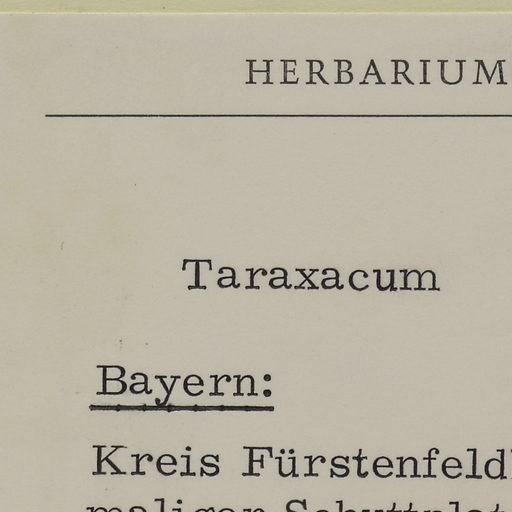 HERBARIUM
Taraxacum
Bayern:
Kreis Fürstenfeld